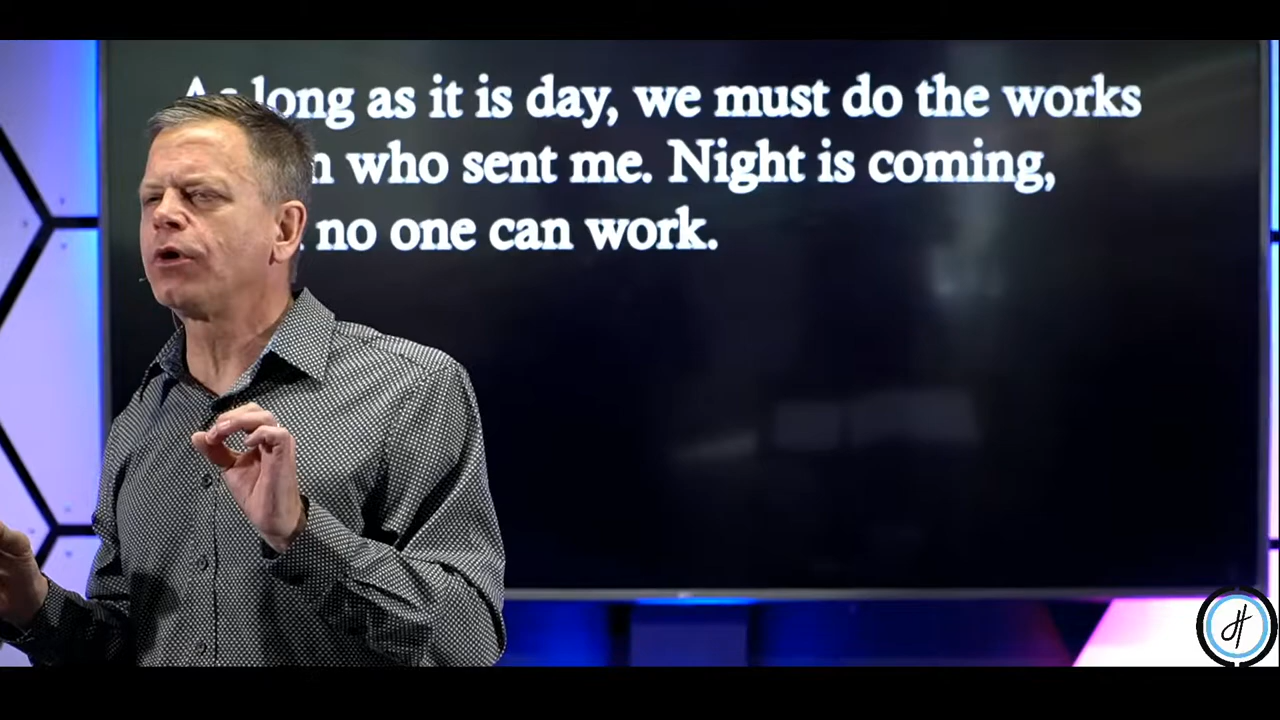 As long as it is day, we must do the works
who sent me. Night is coming,
no one can work.